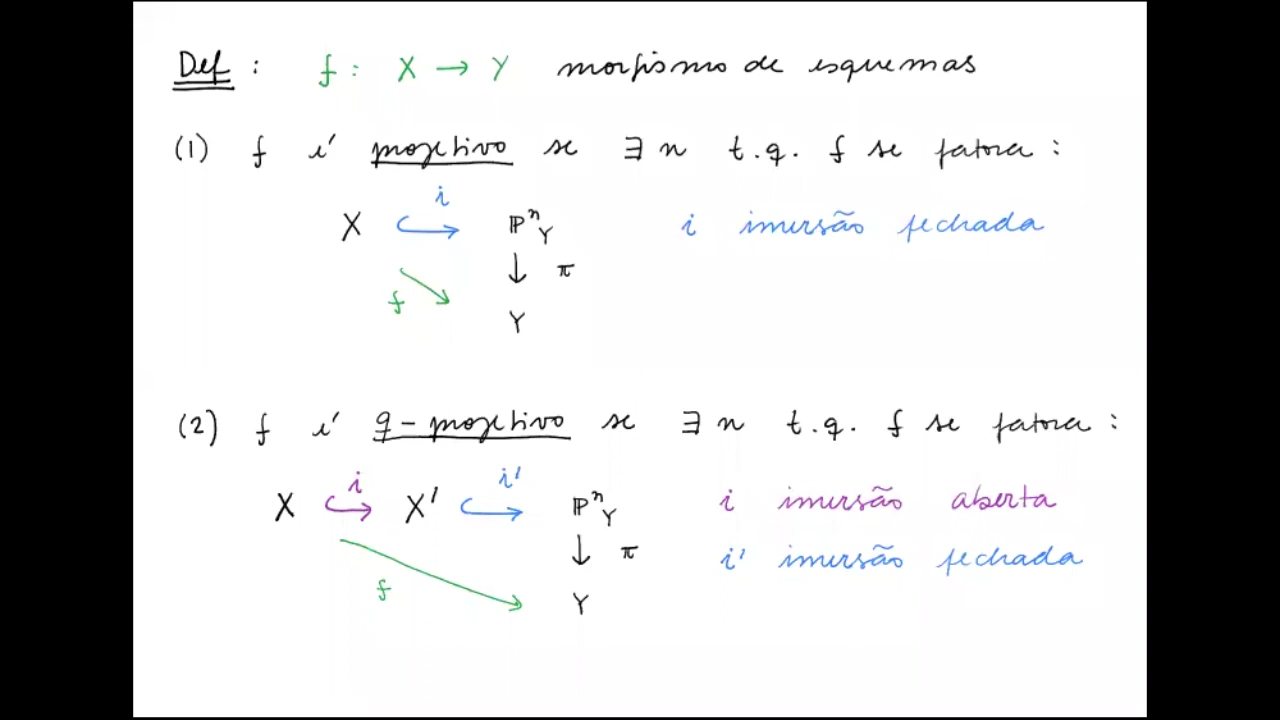 Def : f : X → Y morfismo de esquemas
(1) f é projetivo se ∃ n t.q. f se fatora :
i
X ↪ ℙⁿ_Y i imersão fechada
↓ π
f ↘
Y
(2) f é q-projetivo se ∃ n t.q. f se fatora :
i i'
X ↪ X' ↪ ℙⁿ_Y i imersão aberta
↓ π i' imersão fechada
f ↘
Y